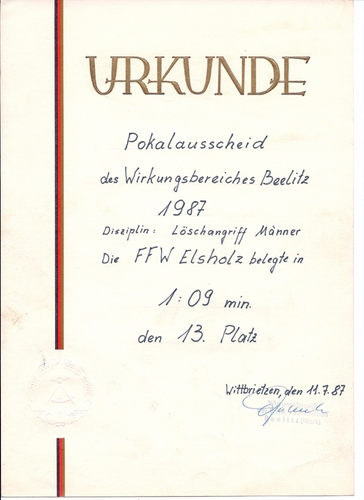 URKUNDE
Pokalausscheid
des Wirkungsbereiches Beelitz
1987
Disziplin: Löschangriff Männer
Die FFW Elsholz belegte in
1:09 min.
den 13. Platz
Wittbrietzen, den 11.7.87